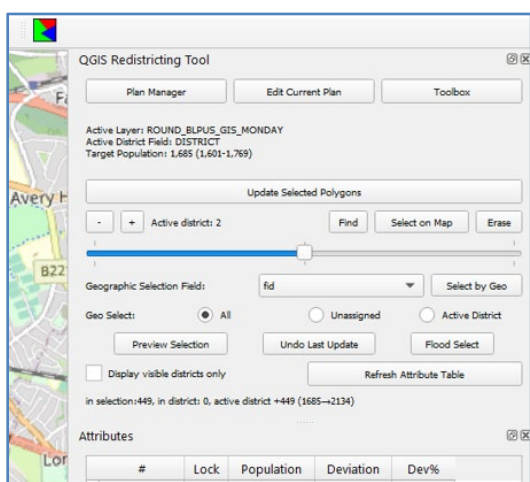 QGIS Redistricting Tool
Plan Manager Edit Current Plan Toolbox
Fa
Active Layer: ROUND_BLPUS_GIS_MONDAY
Active District Field: DISTRICT
Target Population: 1,685 (1,601-1,769)
Avery H
Update Selected Polygons
- + Active district: 2 Find Select on Map Erase
B22
Geographic Selection Field: fid Select by Geo
Geo Select: All Unassigned Active District
Preview Selection Undo Last Update Flood Select
Display visible districts only Refresh Attribute Table
in selection:449, in district: 0, active district +449 (1685→2134)
Attributes
Lor
# Lock Population Deviation Dev%